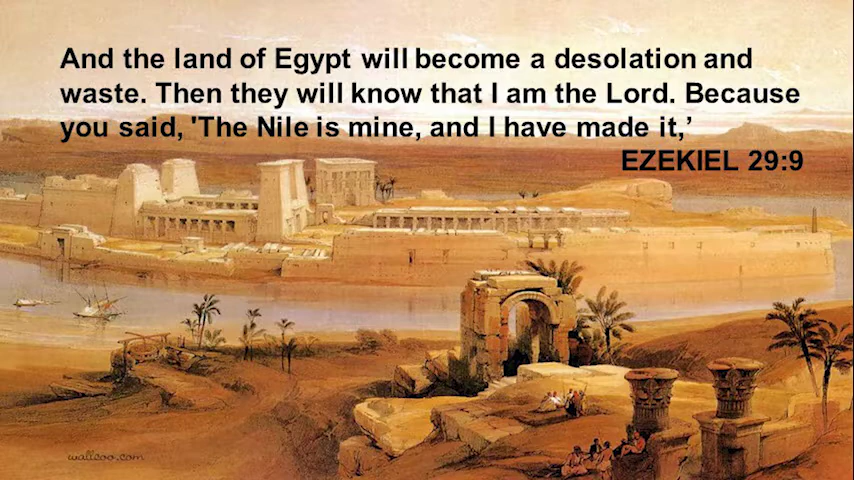 And the land of Egypt will become a desolation and
waste. Then they will know that I am the Lord. Because
you said, 'The Nile is mine, and I have made it,’
EZEKIEL 29:9
wallcoo.com